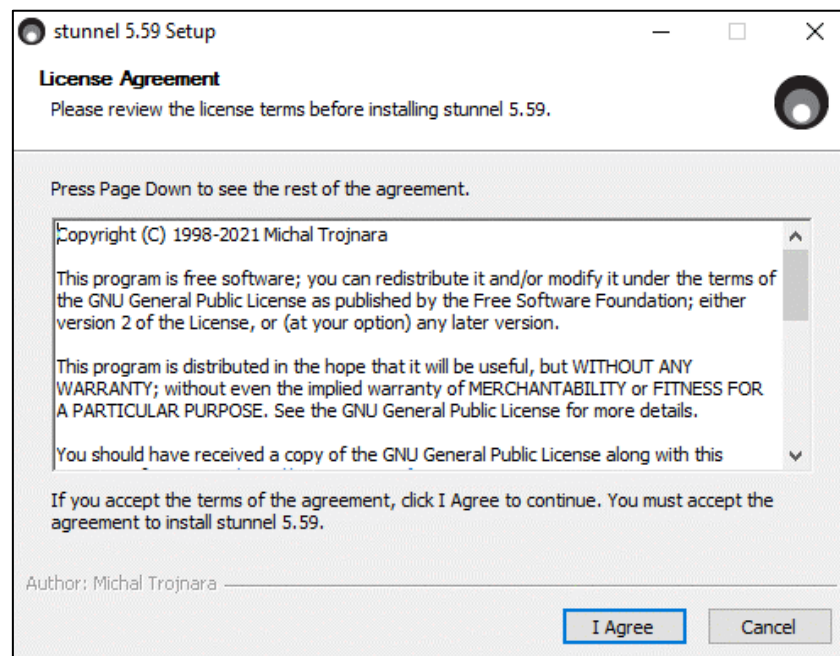 stunnel 5.59 Setup
License Agreement
Please review the license terms before installing stunnel 5.59.
Press Page Down to see the rest of the agreement.
Copyright (C) 1998-2021 Michal Trojnara
This program is free software; you can redistribute it and/or modify it under the terms of
the GNU General Public License as published by the Free Software Foundation; either
version 2 of the License, or (at your option) any later version.
This program is distributed in the hope that it will be useful, but WITHOUT ANY
WARRANTY; without even the implied warranty of MERCHANTABILITY or FITNESS FOR
A PARTICULAR PURPOSE. See the GNU General Public License for more details.
You should have received a copy of the GNU General Public License along with this
If you accept the terms of the agreement, click I Agree to continue. You must accept the
agreement to install stunnel 5.59.
Author: Michal Trojnara
I Agree
Cancel